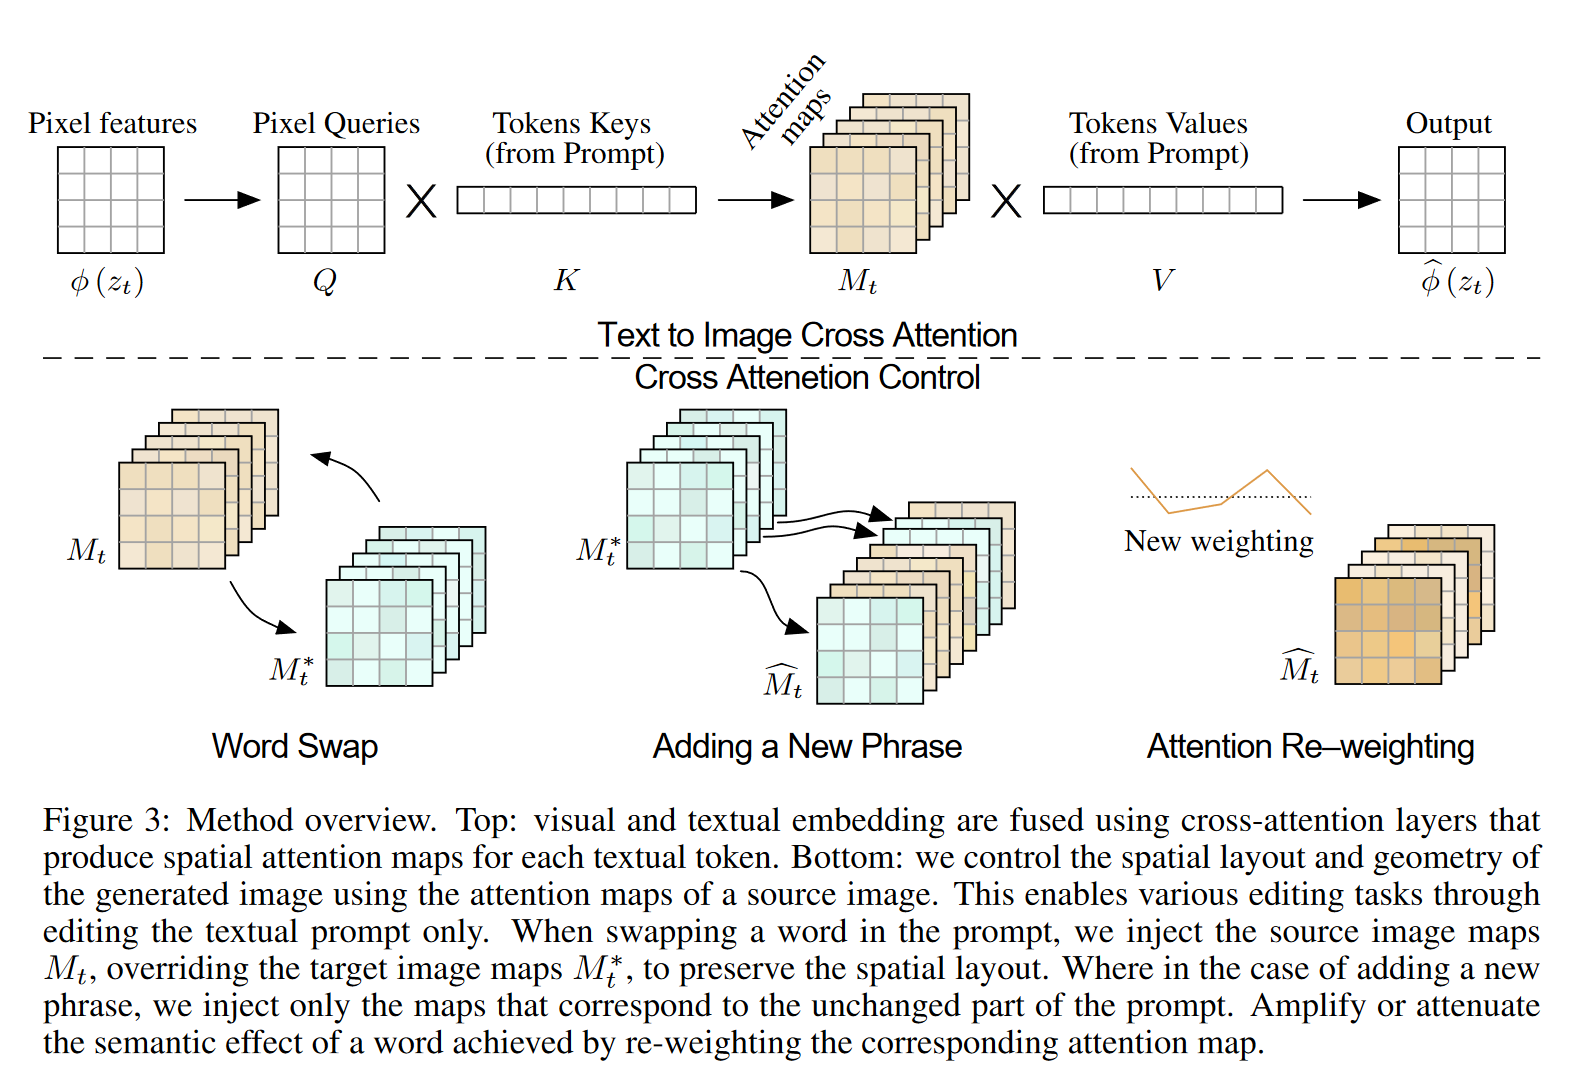 Pixel features
Pixel Queries
Tokens Keys
(from Prompt)
Attention
maps
Tokens Values
(from Prompt)
Output
ϕ (z_t)
Q
K
M_t
V
ϕ̂ (z_t)
Text to Image Cross Attention
Cross Attenetion Control
M_t
M_t^*
Word Swap
M_t^*
M̂_t
Adding a New Phrase
New weighting
M̂_t
Attention Re–weighting
Figure 3: Method overview. Top: visual and textual embedding are fused using cross-attention layers that
produce spatial attention maps for each textual token. Bottom: we control the spatial layout and geometry of
the generated image using the attention maps of a source image. This enables various editing tasks through
editing the textual prompt only. When swapping a word in the prompt, we inject the source image maps
M_t, overriding the target image maps M_t^*, to preserve the spatial layout. Where in the case of adding a new
phrase, we inject only the maps that correspond to the unchanged part of the prompt. Amplify or attenuate
the semantic effect of a word achieved by re-weighting the corresponding attention map.